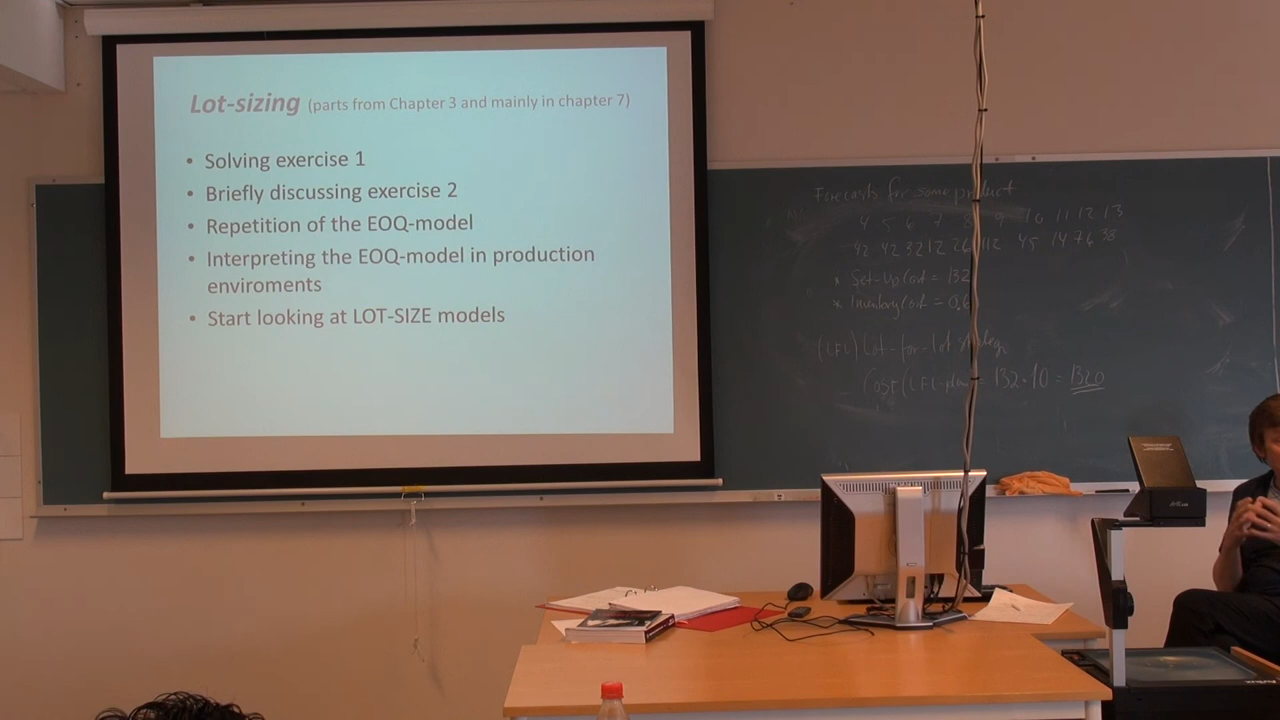 Lot-sizing (parts from Chapter 3 and mainly in chapter 7)
• Solving exercise 1
• Briefly discussing exercise 2
• Repetition of the EOQ-model
• Interpreting the EOQ-model in production
enviroments
• Start looking at LOT-SIZE models
Forecasts for some product
4 5 6 7 8 9 10 11 12 13
42 42 32 12 26 112 45 14 76 38
* Set-up Cost = 132
* Inventory Cost = 0,6
(LFL) Lot-for-lot
Cost (LFL-plan) = 132·10 = 1320